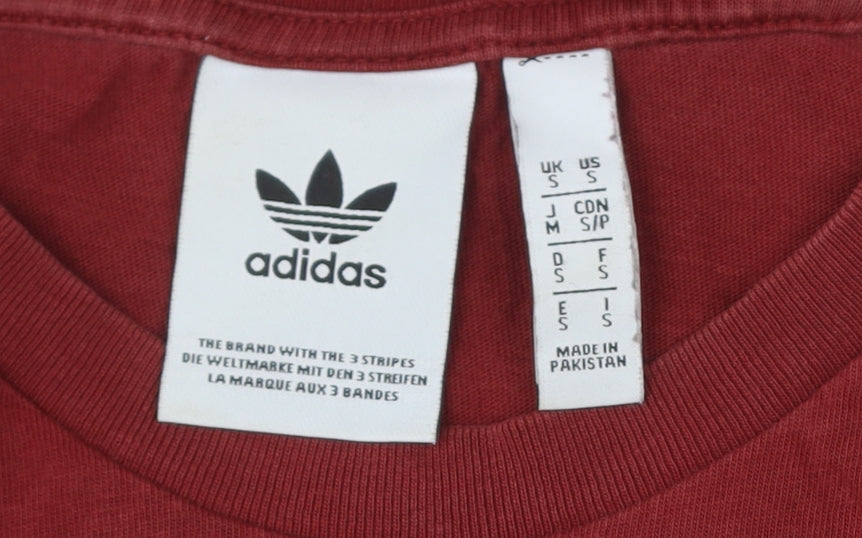 adidas
THE BRAND WITH THE 3 STRIPES
DIE WELTMARKE MIT DEN 3 STREIFEN
LA MARQUE AUX 3 BANDES
UK US
S S
J CDN
M S/P
D F
S S
E I
S S
MADE IN
PAKISTAN